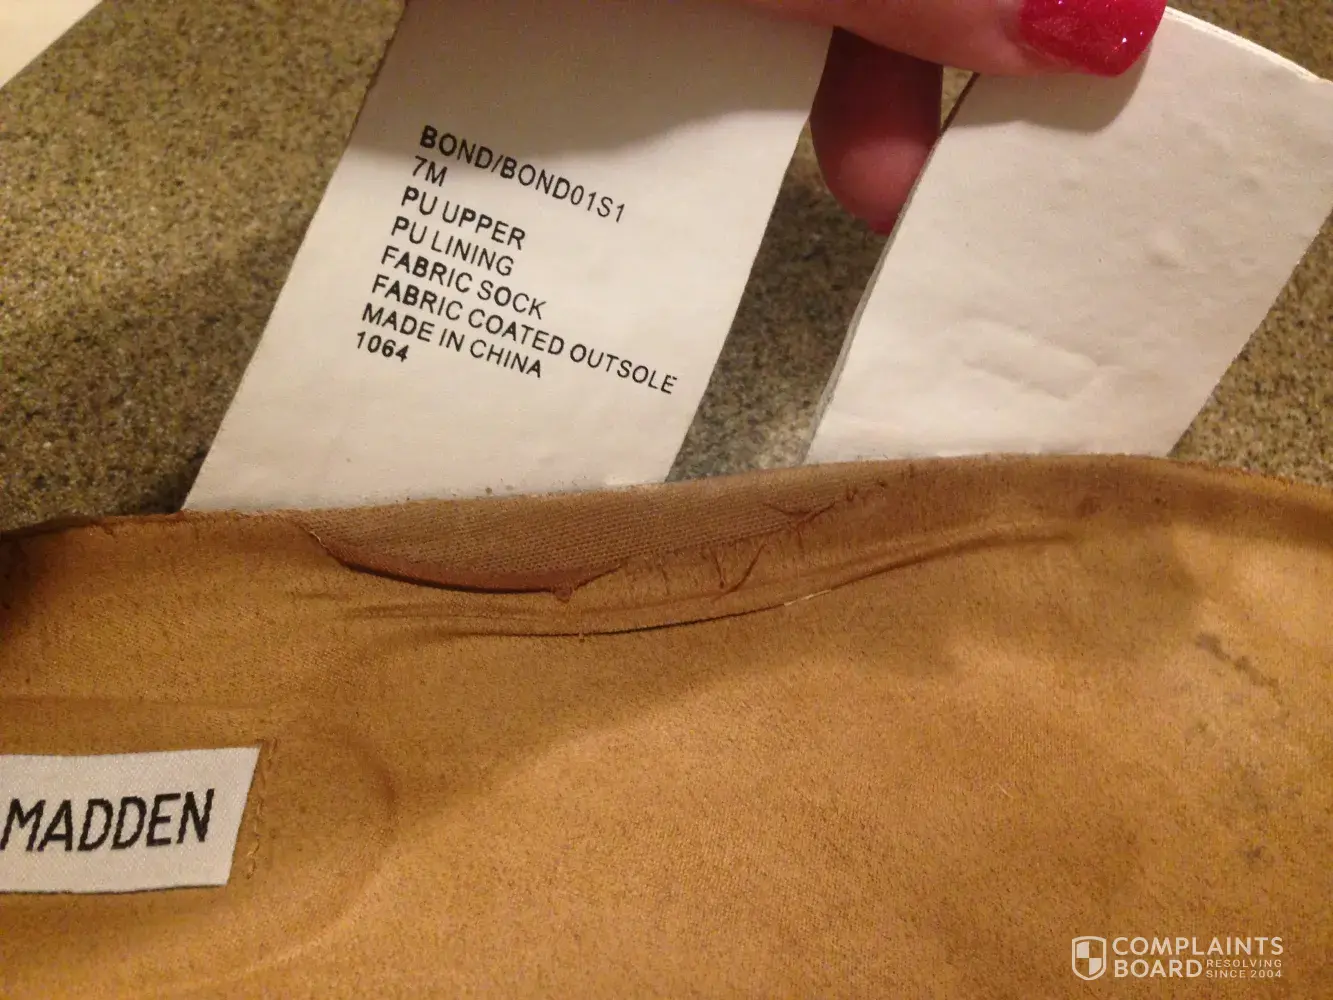 BOND/BOND01S1
7M
PU UPPER
PU LINING
FABRIC SOCK
FABRIC COATED OUTSOLE
MADE IN CHINA
1064
MADDEN
COMPLAINTS
BOARD RESOLVING
SINCE 2004